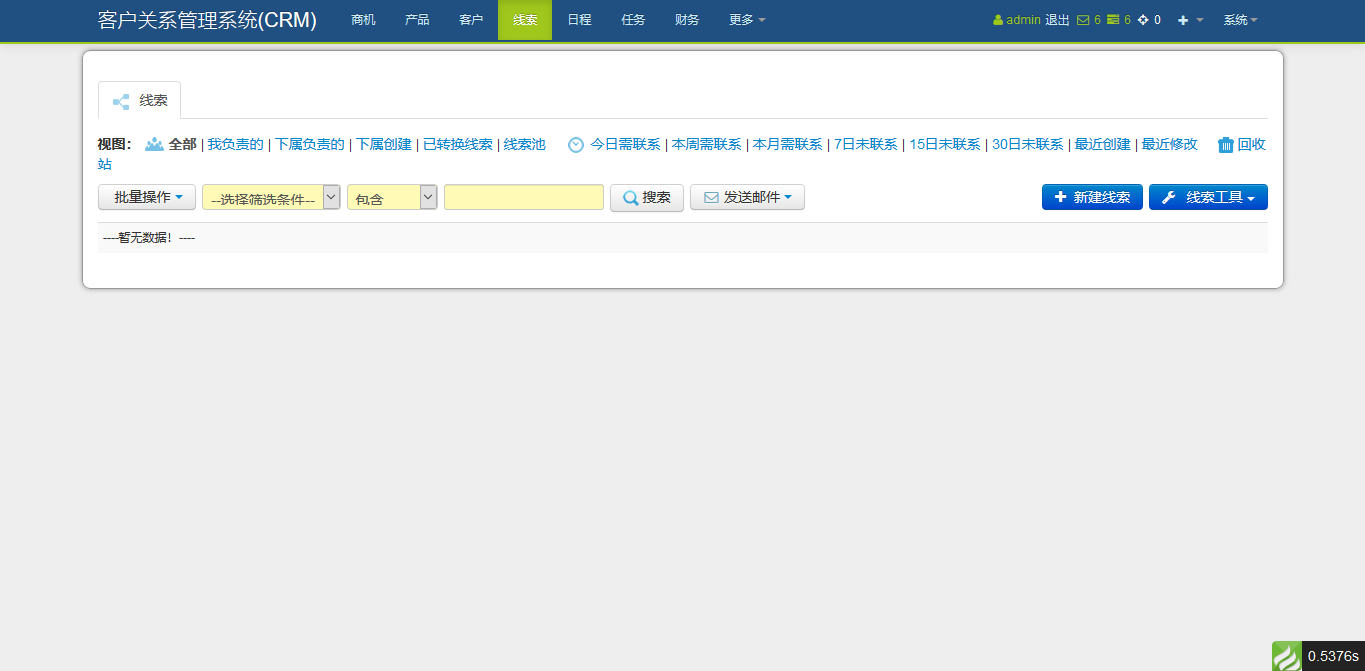 客户关系管理系统(CRM) 商机 产品 客户 线索 日程 任务 财务 更多 admin 退出 6 6 0 系统
线索
视图： 全部 | 我负责的 | 下属负责的 | 下属创建 | 已转换线索 | 线索池 今日需联系 | 本周需联系 | 本月需联系 | 7日未联系 | 15日未联系 | 30日未联系 | 最近创建 | 最近修改 回收
站
批量操作 --选择筛选条件-- 包含 搜索 发送邮件 新建线索 线索工具
----暂无数据！----
0.5376s